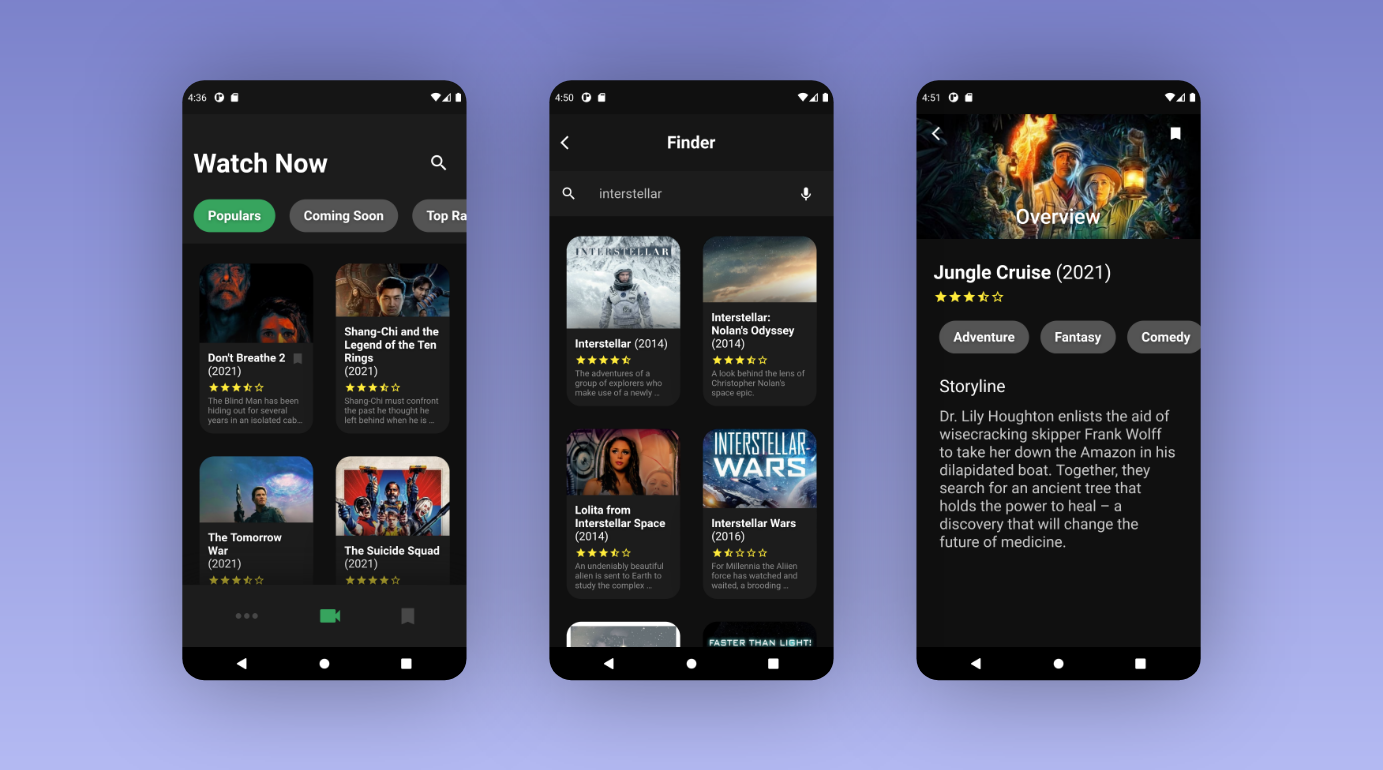 4:36
Watch Now
Populars
Coming Soon
Top Ra
Don't Breathe 2
(2021)
The Blind Man has been
hiding out for several
years in an isolated cab...
Shang-Chi and the
Legend of the Ten
Rings
(2021)
Shang-Chi must confront
the past he thought he
left behind when he is ...
The Tomorrow
War
(2021)
The Suicide Squad
(2021)
4:50
Finder
interstellar
INTERSTELLAR
Interstellar (2014)
The adventures of a
group of explorers who
make use of a newly ...
Interstellar:
Nolan's Odyssey
(2014)
A look behind the lens of
Christopher Nolan's
space epic.
Lolita from
Interstellar Space
(2014)
An undeniably beautiful
alien is sent to Earth to
study the complex ...
INTERSTELLAR
WARS
Interstellar Wars
(2016)
For Millennia the Aliien
force has watched and
waited, a brooding ...
FASTER THAN LIGHT!
4:51
Overview
Jungle Cruise (2021)
Adventure
Fantasy
Comedy
Storyline
Dr. Lily Houghton enlists the aid of
wisecracking skipper Frank Wolff
to take her down the Amazon in his
dilapidated boat. Together, they
search for an ancient tree that
holds the power to heal – a
discovery that will change the
future of medicine.